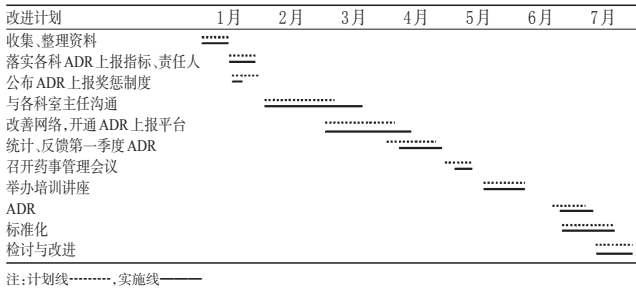 改进计划 1月 2月 3月 4月 5月 6月 7月
收集、整理资料
落实各科ADR上报指标、责任人
公布ADR上报奖惩制度
与各科室主任沟通
改善网络,开通ADR上报平台
统计、反馈第一季度ADR
召开药事管理会议
举办培训讲座
ADR
标准化
检讨与改进
注:计划线---------,实施线———